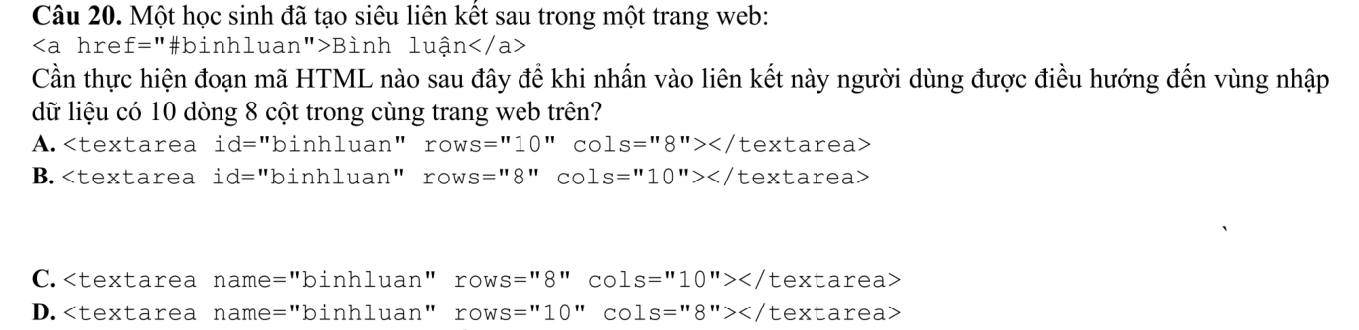 Câu 20. Một học sinh đã tạo siêu liên kết sau trong một trang web:
<a href="#binhluan">Bình luận</a>
Cần thực hiện đoạn mã HTML nào sau đây để khi nhấn vào liên kết này người dùng được điều hướng đến vùng nhập
dữ liệu có 10 dòng 8 cột trong cùng trang web trên?
A. <textarea id="binhluan" rows="10" cols="8"></textarea>
B. <textarea id="binhluan" rows="8" cols="10"></textarea>
C. <textarea name="binhluan" rows="8" cols="10"></textarea>
D. <textarea name="binhluan" rows="10" cols="8"></textarea>